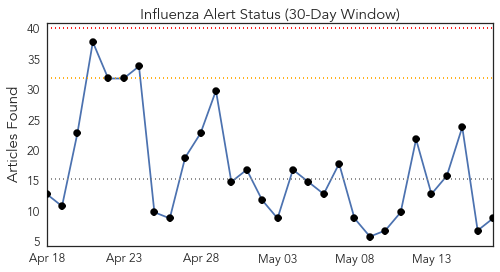 Influenza Alert Status (30-Day Window)
Articles Found
40
35
30
25
20
15
10
5
Apr 18
Apr 23
Apr 28
May 03
May 08
May 13